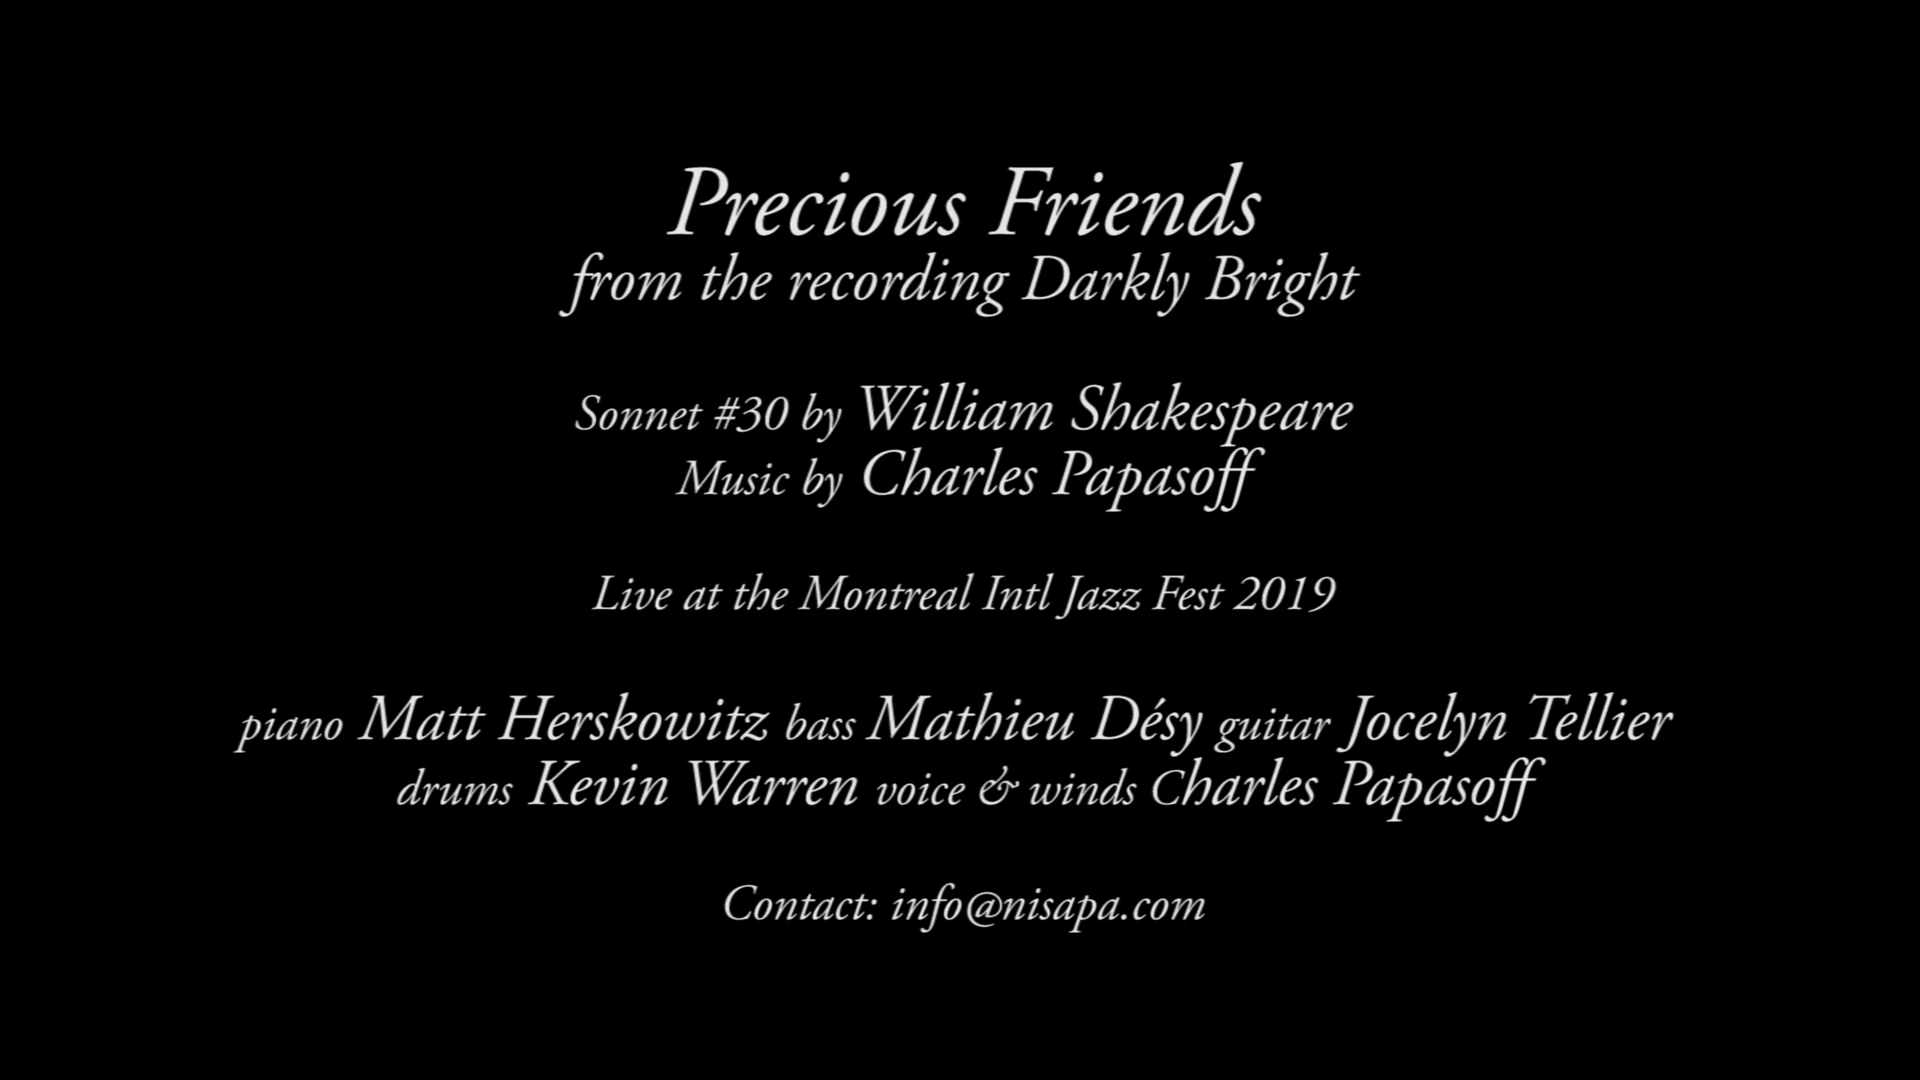 Precious Friends
from the recording Darkly Bright
Sonnet #30 by William Shakespeare
Music by Charles Papasoff
Live at the Montreal Intl Jazz Fest 2019
piano Matt Herskowitz bass Mathieu Désy guitar Jocelyn Tellier
drums Kevin Warren voice & winds Charles Papasoff
Contact: info@nisapa.com